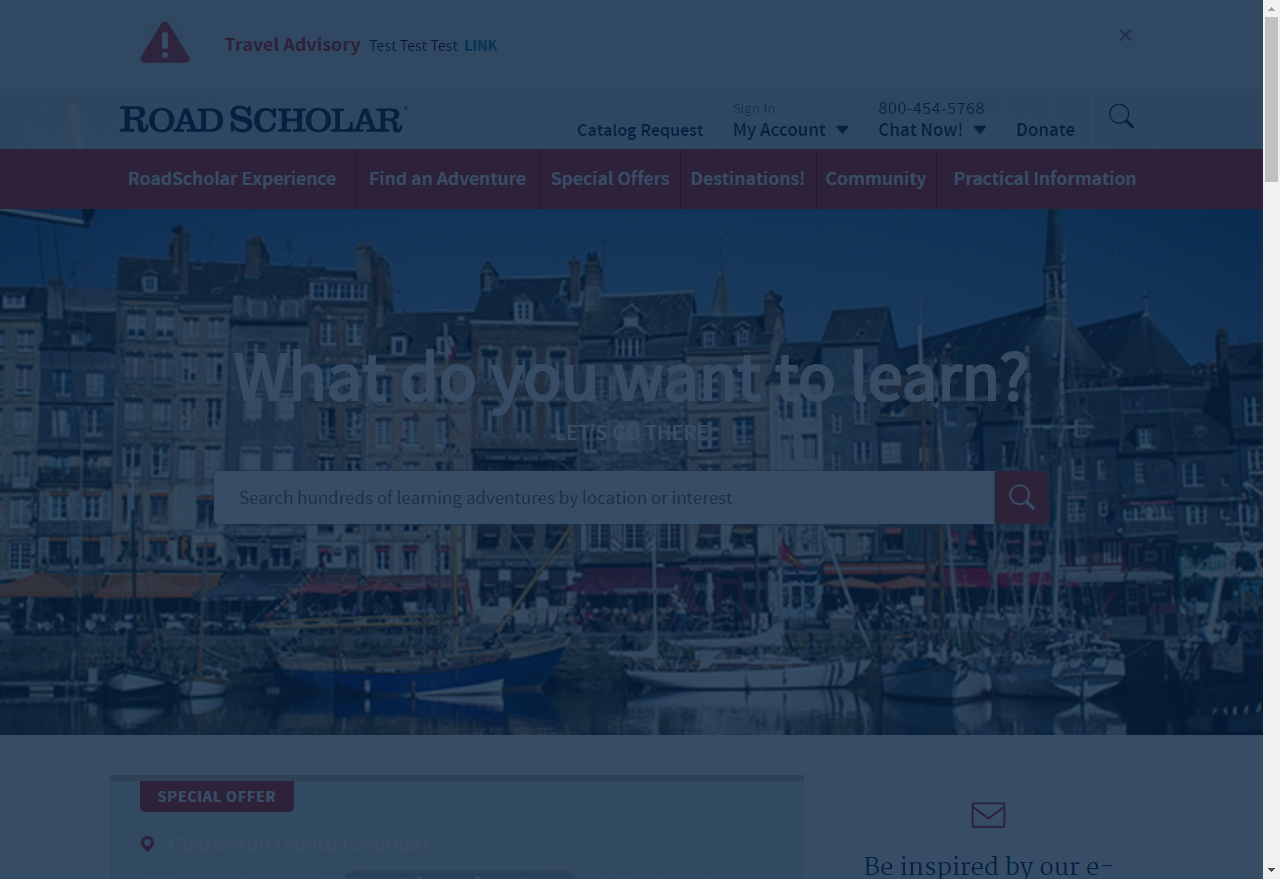 Travel Advisory Test Test Test LINK
ROAD SCHOLAR®
Catalog Request
Sign In
My Account
800-454-5768
Chat Now!
Donate
RoadScholar Experience
Find an Adventure
Special Offers
Destinations!
Community
Practical Information
What do you want to learn?
LET'S GO THERE.
Search hundreds of learning adventures by location or interest
SPECIAL OFFER
Charleston (South Carolina)
Be inspired by our e-